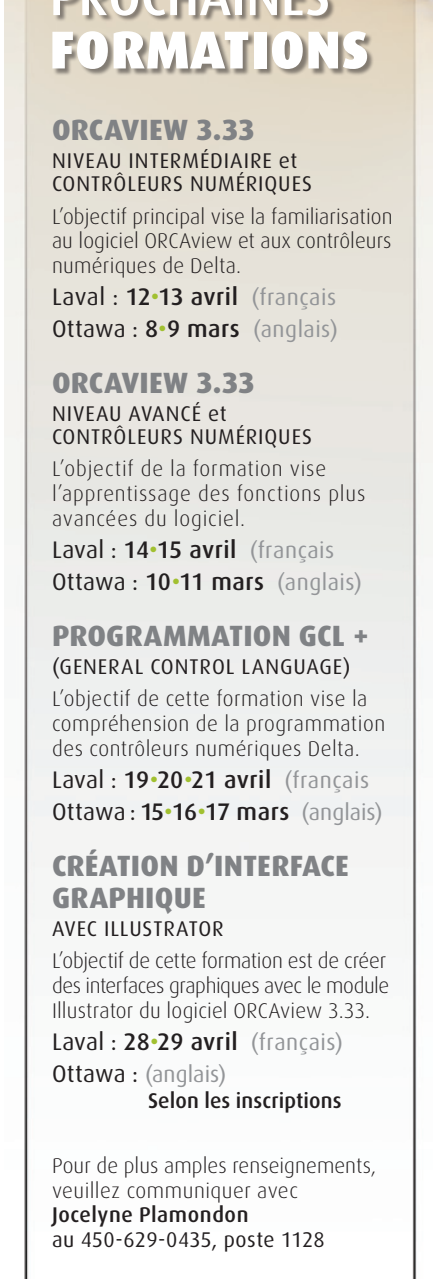 PROCHAINES
FORMATIONS
ORCAVIEW 3.33
NIVEAU INTERMÉDIAIRE et
CONTRÔLEURS NUMÉRIQUES
L'objectif principal vise la familiarisation
au logiciel ORCAview et aux contrôleurs
numériques de Delta.
Laval : 12•13 avril (français
Ottawa : 8•9 mars (anglais)
ORCAVIEW 3.33
NIVEAU AVANCÉ et
CONTRÔLEURS NUMÉRIQUES
L'objectif de la formation vise
l'apprentissage des fonctions plus
avancées du logiciel.
Laval : 14•15 avril (français
Ottawa : 10•11 mars (anglais)
PROGRAMMATION GCL +
(GENERAL CONTROL LANGUAGE)
L'objectif de cette formation vise la
compréhension de la programmation
des contrôleurs numériques Delta.
Laval : 19•20•21 avril (français
Ottawa : 15•16•17 mars (anglais)
CRÉATION D'INTERFACE
GRAPHIQUE
AVEC ILLUSTRATOR
L'objectif de cette formation est de créer
des interfaces graphiques avec le module
Illustrator du logiciel ORCAview 3.33.
Laval : 28•29 avril (français)
Ottawa : (anglais)
Selon les inscriptions
Pour de plus amples renseignements,
veuillez communiquer avec
Jocelyne Plamondon
au 450-629-0435, poste 1128